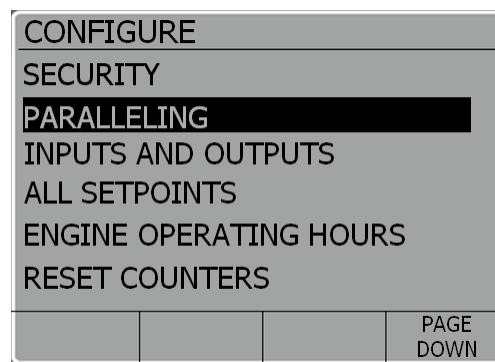 CONFIGURE
SECURITY
PARALLELING
INPUTS AND OUTPUTS
ALL SETPOINTS
ENGINE OPERATING HOURS
RESET COUNTERS
PAGE
DOWN